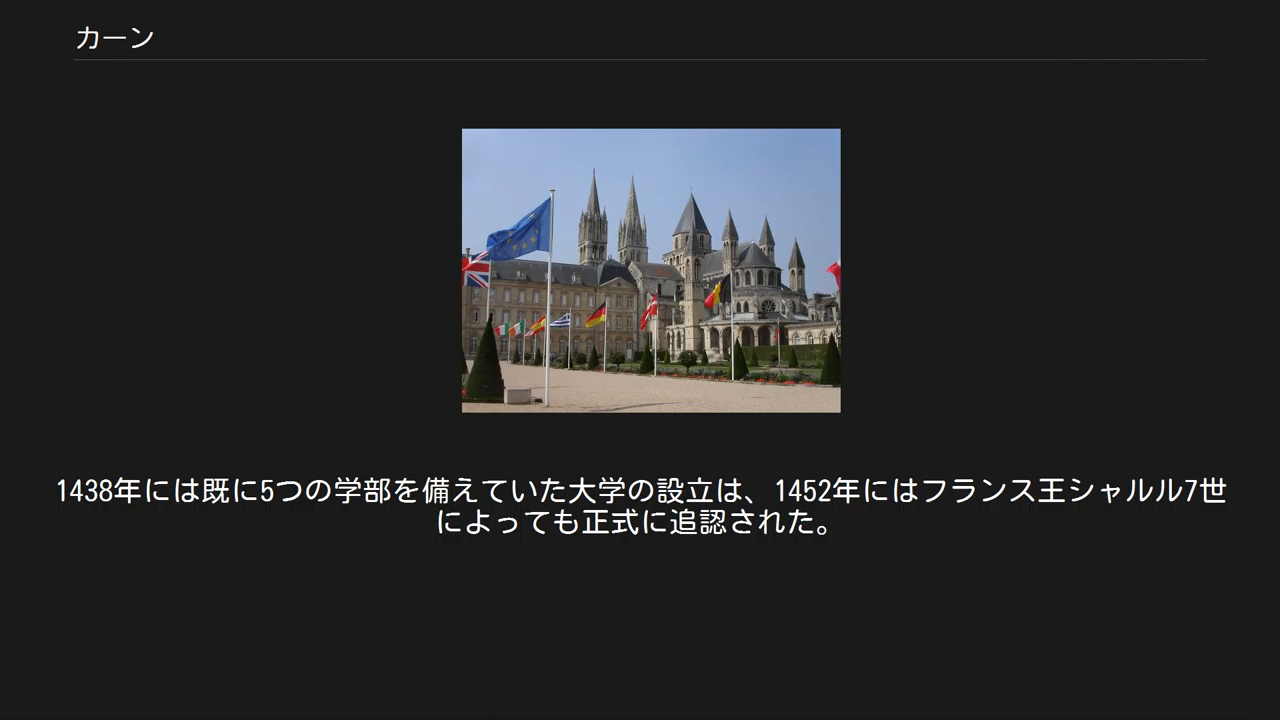 カーン
1438年には既に5つの学部を備えていた大学の設立は、1452年にはフランス王シャルル7世
によっても正式に追認された。